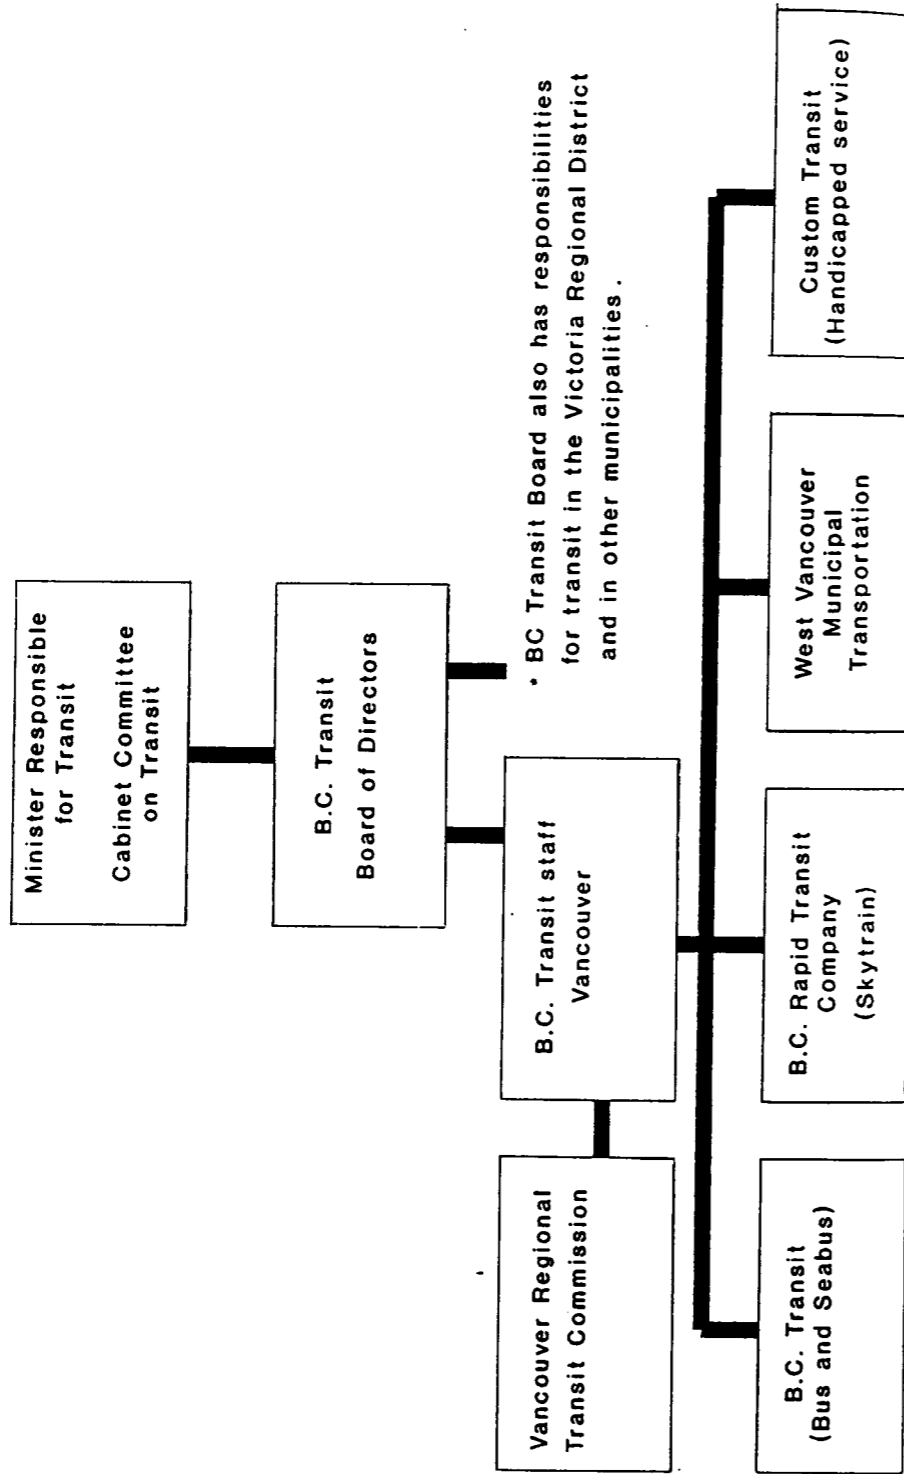 Minister Responsible
for Transit
Cabinet Committee
on Transit
B.C. Transit
Board of Directors
* BC Transit Board also has responsibilities
for transit in the Victoria Regional District
and in other municipalities.
Vancouver Regional
Transit Commission
B.C. Transit staff
Vancouver
B.C. Transit
(Bus and Seabus)
B.C. Rapid Transit
Company
(Skytrain)
West Vancouver
Municipal
Transportation
Custom Transit
(Handicapped service)